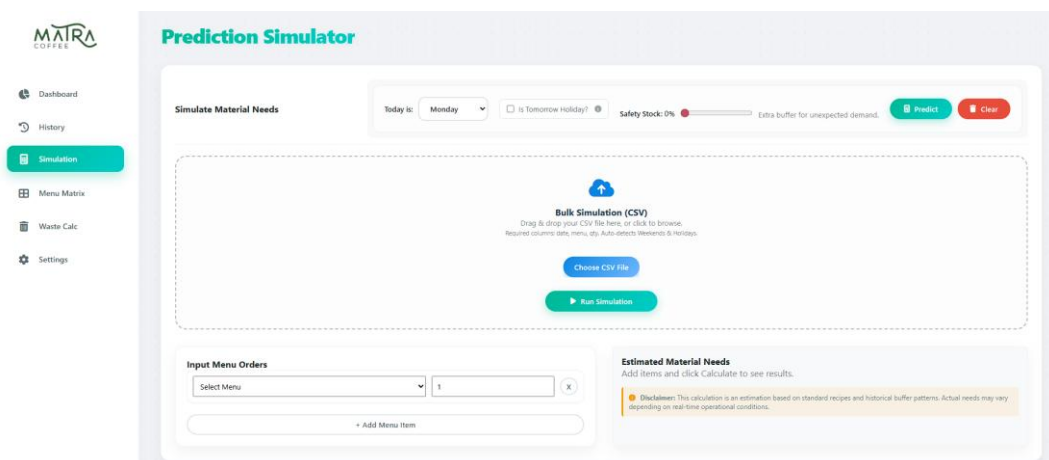 MATRA
COFFEE
Prediction Simulator
Dashboard
History
Simulation
Menu Matrix
Waste Calc
Settings
Simulate Material Needs
Today is: Monday
Is Tomorrow Holiday?
Safety Stock: 0%
Extra buffer for unexpected demand.
Predict
Clear
Bulk Simulation (CSV)
Drag & drop your CSV file here, or click to browse.
Required columns: date, menu, qty. Auto-detects Weekends & Holidays.
Choose CSV File
Run Simulation
Input Menu Orders
Select Menu
1
X
+ Add Menu Item
Estimated Material Needs
Add items and click Calculate to see results.
Disclaimer: This calculation is an estimation based on standard recipes and historical buffer patterns. Actual needs may vary
depending on real-time operational conditions.